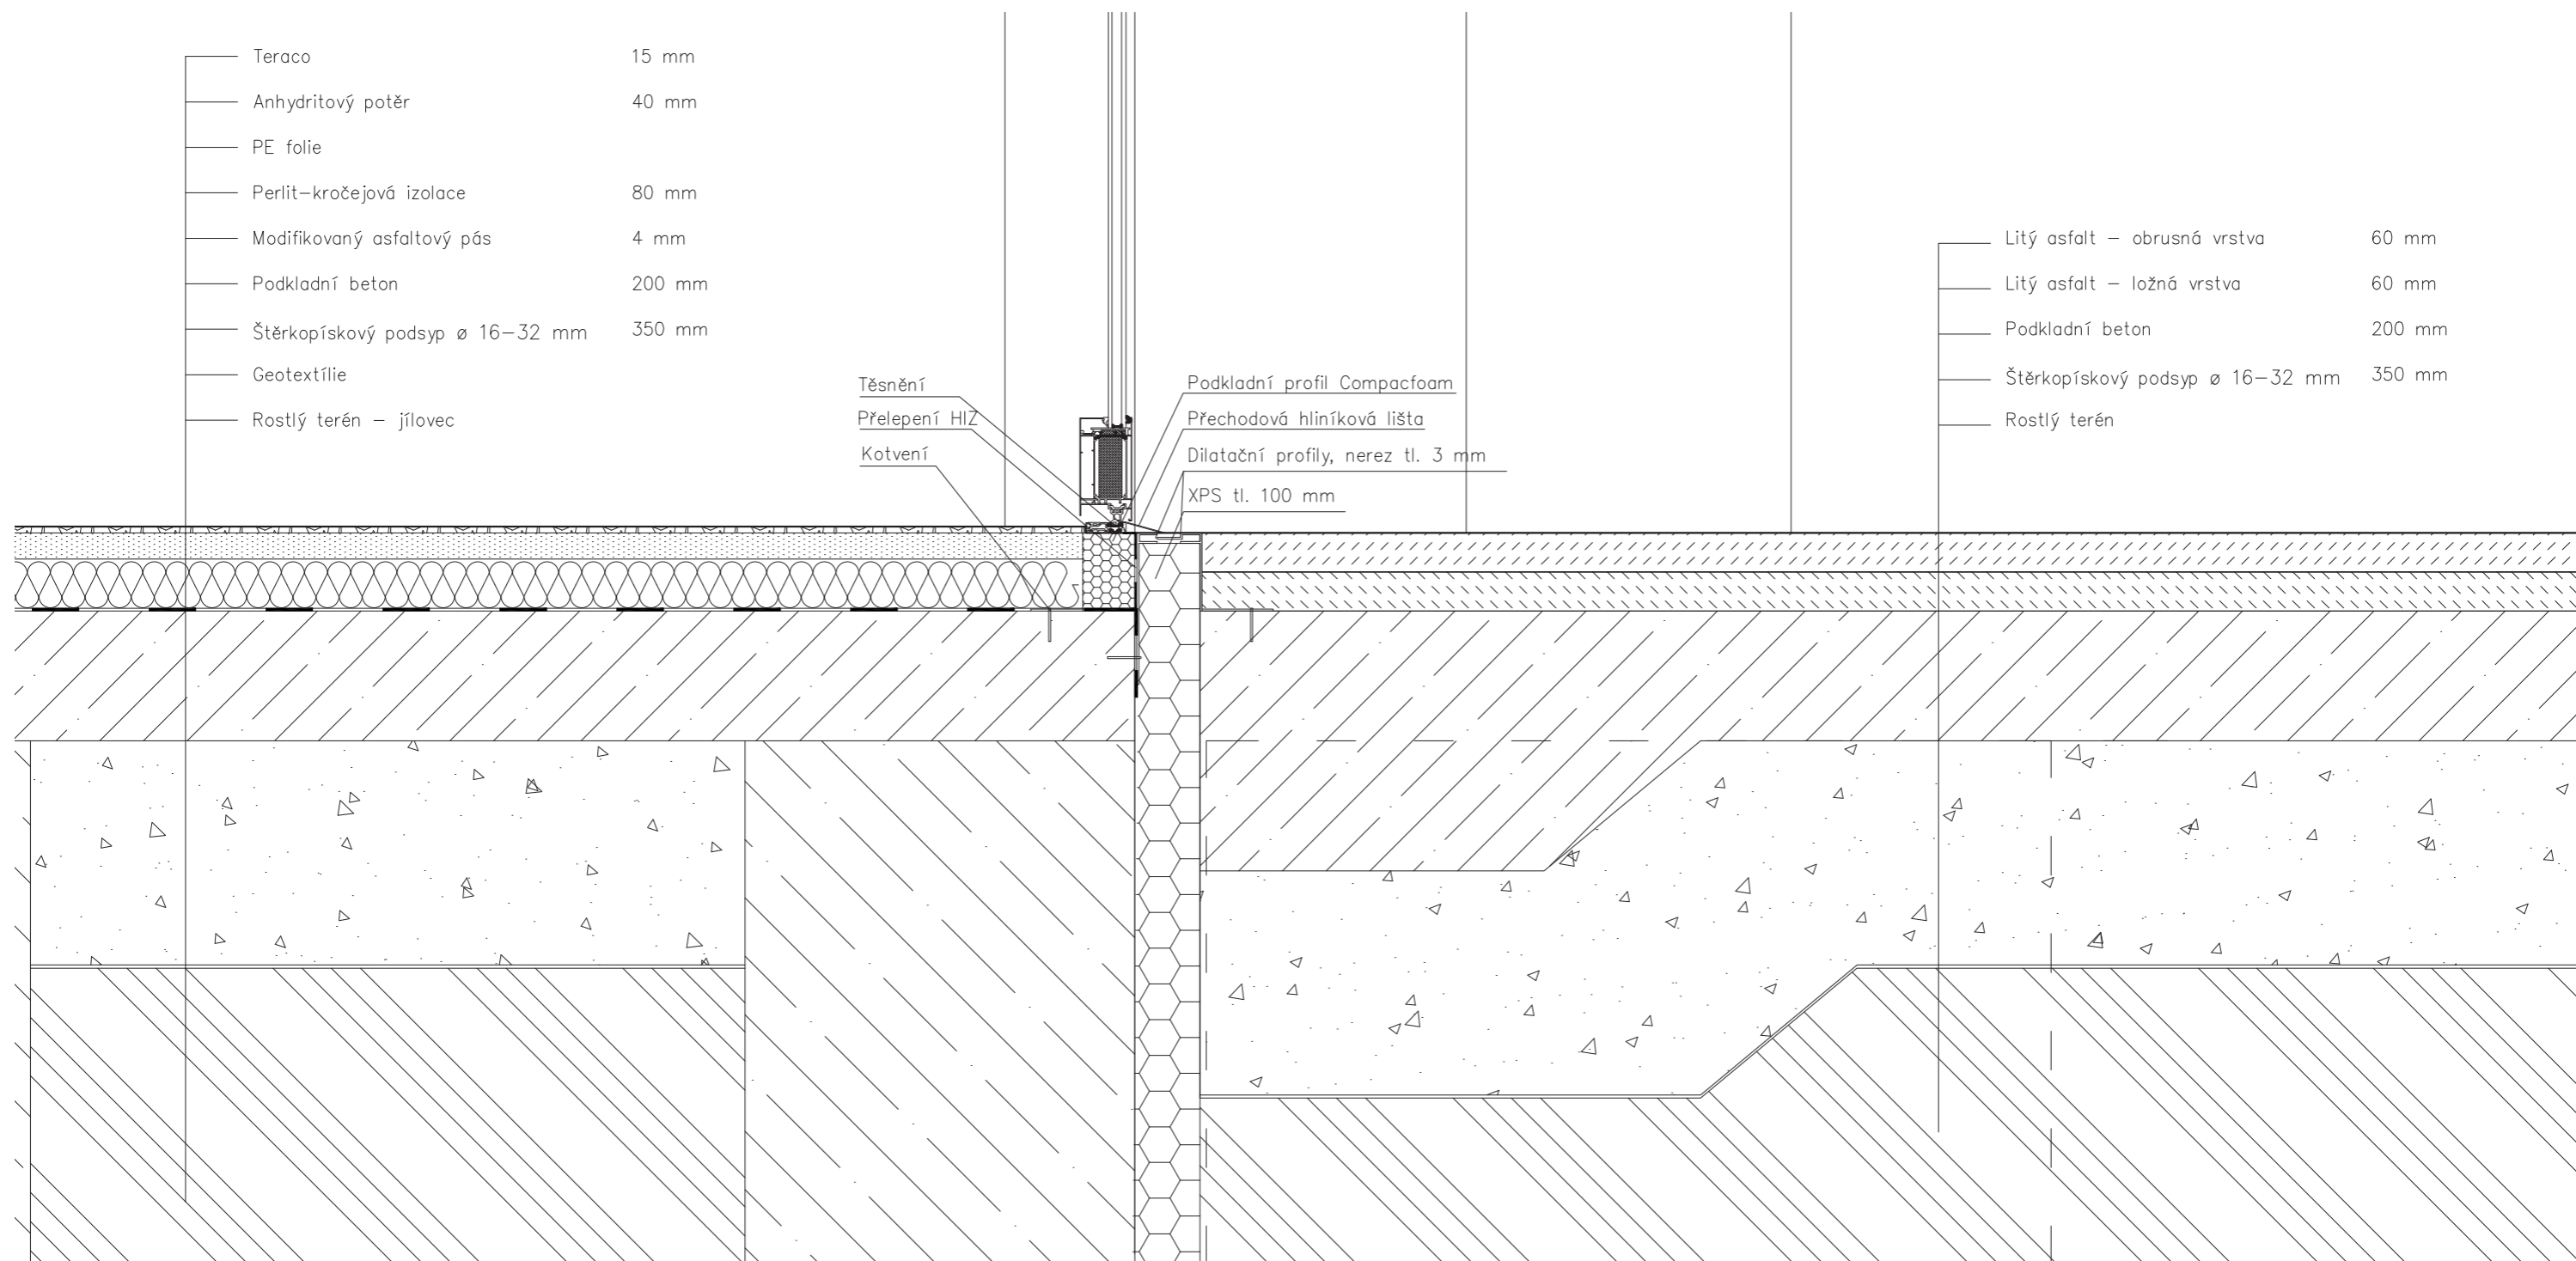 Teraco 15 mm
Anhydritový potěr 40 mm
PE folie
Perlit-kročejová izolace 80 mm
Modifikovaný asfaltový pás 4 mm
Podkladní beton 200 mm
Štěrkopískový podsyp ø 16-32 mm 350 mm
Geotextílie
Rostlý terén - jílovec
Těsnění
Přelepení HIZ
Kotvení
Podkladní profil Compacfoam
Přechodová hliníková lišta
Dilatační profily, nerez tl. 3 mm
XPS tl. 100 mm
Litý asfalt - obrusná vrstva 60 mm
Litý asfalt - ložná vrstva 60 mm
Podkladní beton 200 mm
Štěrkopískový podsyp ø 16-32 mm 350 mm
Rostlý terén